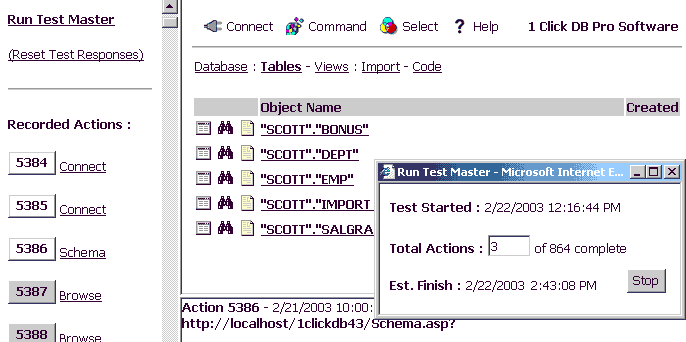 Run Test Master
(Reset Test Responses)
Recorded Actions :
5384 Connect
5385 Connect
5386 Schema
5387 Browse
5388 Browse
Connect Command Select ? Help 1 Click DB Pro Software
Database : Tables - Views : Import - Code
Object Name Created
"SCOTT"."BONUS"
"SCOTT"."DEPT"
"SCOTT"."EMP"
"SCOTT"."IMPORT_
"SCOTT"."SALGRA
Action 5386 - 2/21/2003 10:00:
http://localhost/1clickdb43/Schema.asp?
Run Test Master - Microsoft Internet E...
Test Started : 2/22/2003 12:16:44 PM
Total Actions : 3 of 864 complete
Est. Finish : 2/22/2003 2:43:08 PM Stop